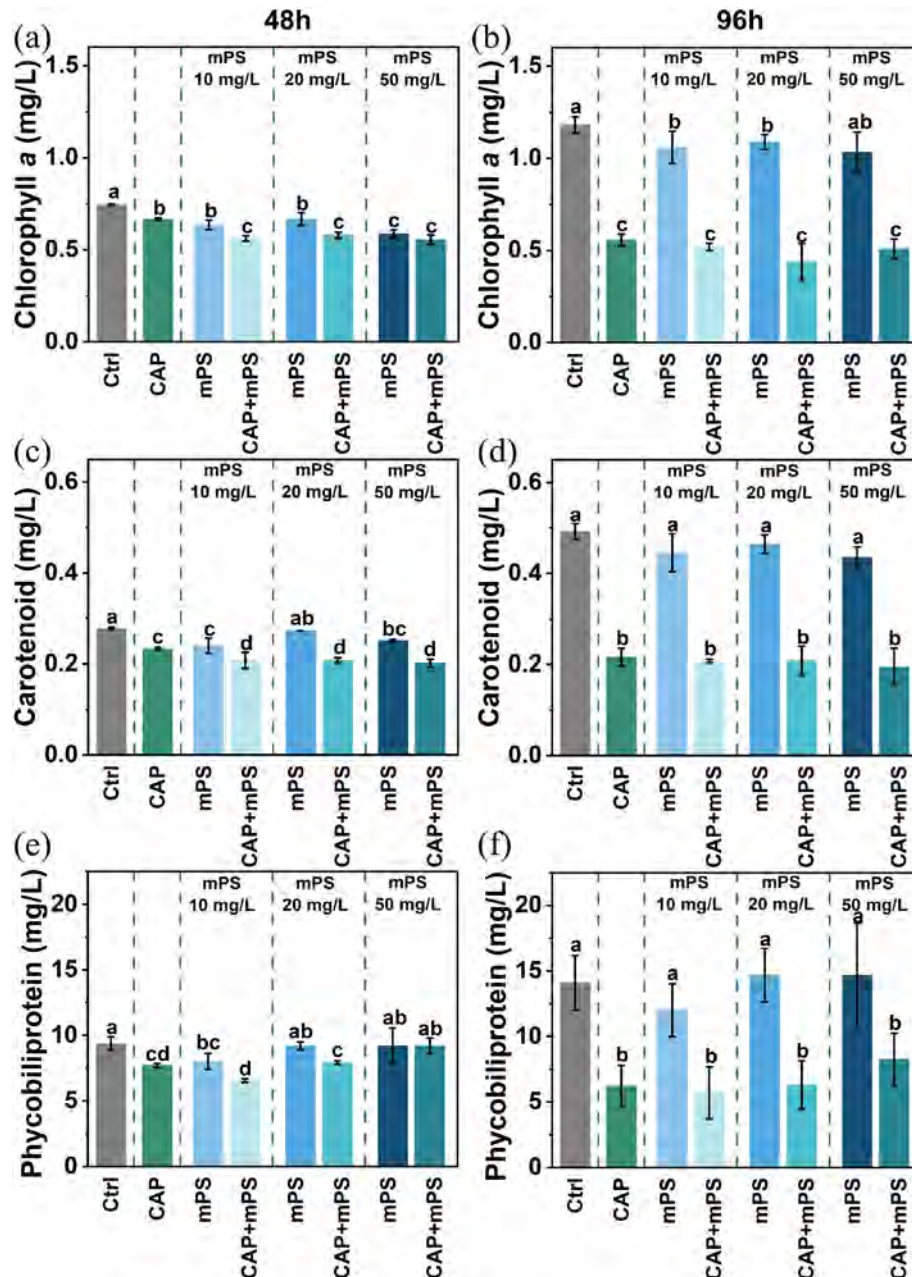 48h
96h
(a)
Chlorophyll a (mg/L)
1.5
1.0
0.5
0.0
mPS
10 mg/L
mPS
20 mg/L
mPS
50 mg/L
a
b
b
c
b
c
c
c
Ctrl
CAP
mPS
CAP+mPS
mPS
CAP+mPS
mPS
CAP+mPS
(b)
Chlorophyll a (mg/L)
1.5
1.0
0.5
0.0
mPS
10 mg/L
mPS
20 mg/L
mPS
50 mg/L
a
c
b
c
b
c
ab
c
Ctrl
CAP
mPS
CAP+mPS
mPS
CAP+mPS
mPS
CAP+mPS
(c)
Carotenoid (mg/L)
0.6
0.4
0.2
0.0
mPS
10 mg/L
mPS
20 mg/L
mPS
50 mg/L
a
c
c
d
ab
d
bc
d
Ctrl
CAP
mPS
CAP+mPS
mPS
CAP+mPS
mPS
CAP+mPS
(d)
Carotenoid (mg/L)
0.6
0.4
0.2
0.0
mPS
10 mg/L
mPS
20 mg/L
mPS
50 mg/L
a
b
a
b
a
b
a
b
Ctrl
CAP
mPS
CAP+mPS
mPS
CAP+mPS
mPS
CAP+mPS
(e)
Phycobiliprotein (mg/L)
20
15
10
5
0
mPS
10 mg/L
mPS
20 mg/L
mPS
50 mg/L
a
cd
bc
d
ab
c
ab
ab
Ctrl
CAP
mPS
CAP+mPS
mPS
CAP+mPS
mPS
CAP+mPS
(f)
Phycobiliprotein (mg/L)
20
15
10
5
0
mPS
10 mg/L
mPS
20 mg/L
mPS
50 mg/L
a
b
a
b
a
b
a
b
Ctrl
CAP
mPS
CAP+mPS
mPS
CAP+mPS
mPS
CAP+mPS